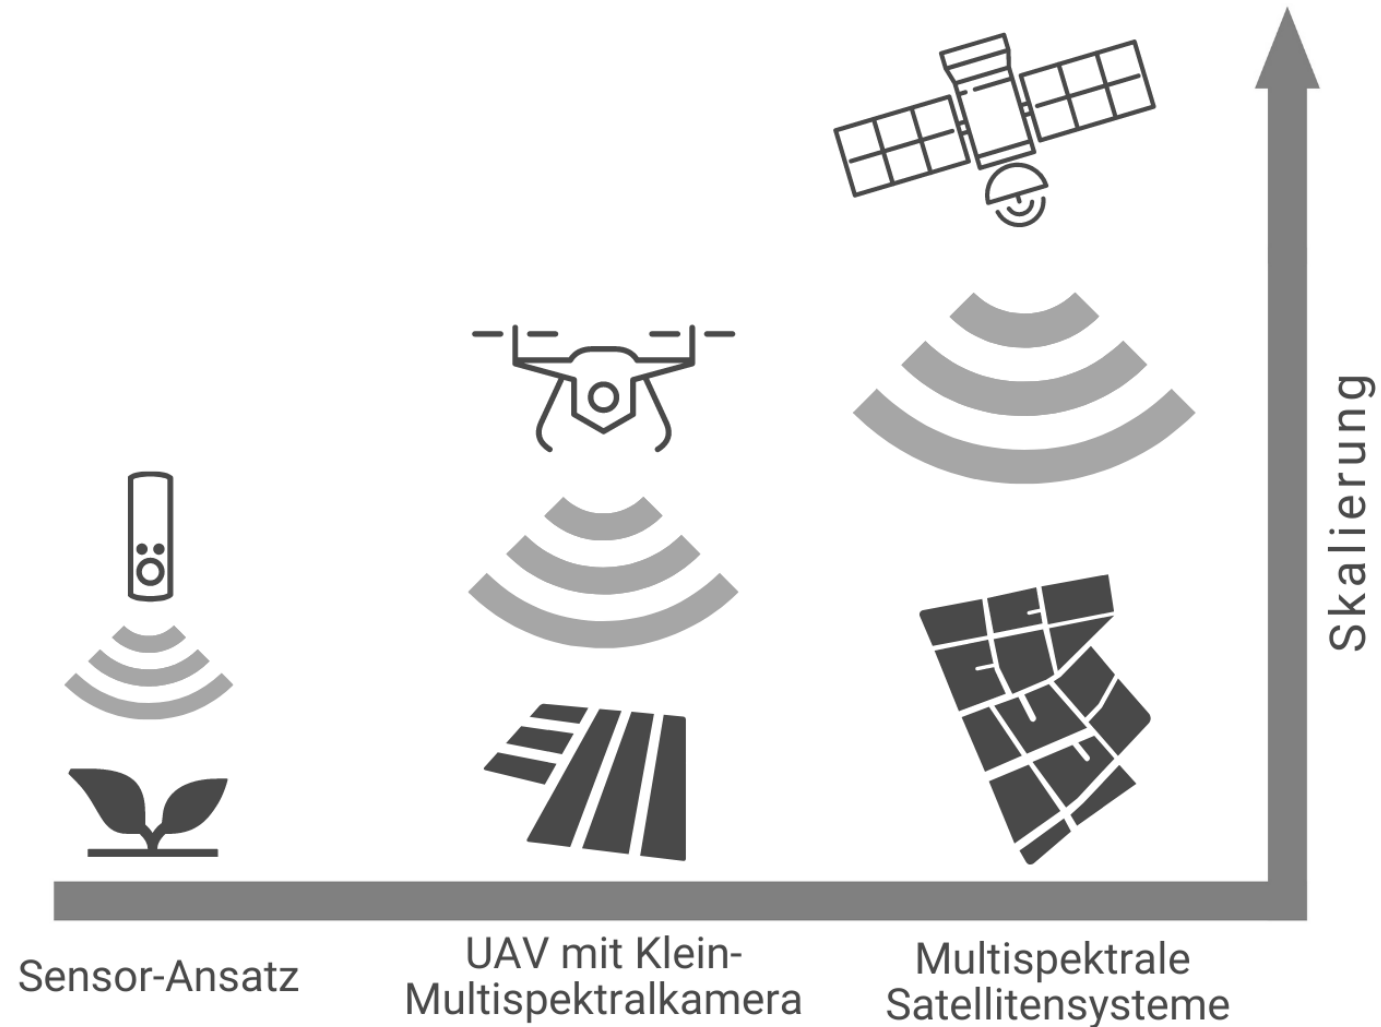 Skalierung
Sensor-Ansatz
UAV mit Klein-
Multispektralkamera
Multispektrale
Satellitensysteme